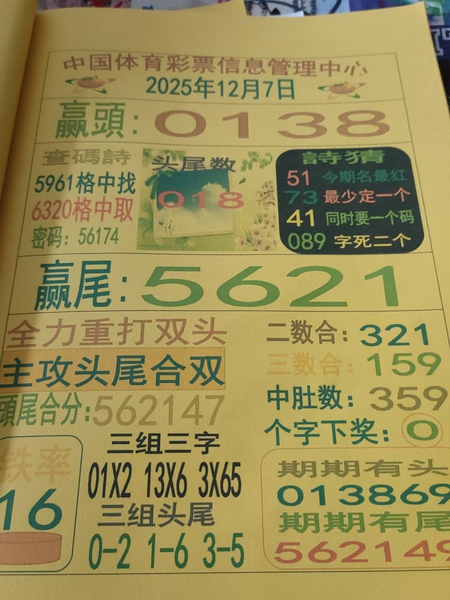 中国体育彩票信息管理中心
2025年12月7日
赢頭：0138
查碼詩
5961格中找
6320格中取
密码：56174
头尾数
018
詩猜
51 今期名最红
73 最少定一个
41 同时要一个码
089 字死二个
赢尾：5621
全力重打双头
主攻头尾合双
頭尾合分：562147
二数合：321
三数合：159
中肚数：359
个字下奖：0
铁率
16
三组三字
01X2 13X6 3X65
三组头尾
0-2 1-6 3-5
期期有头
013869
期期有尾
562149